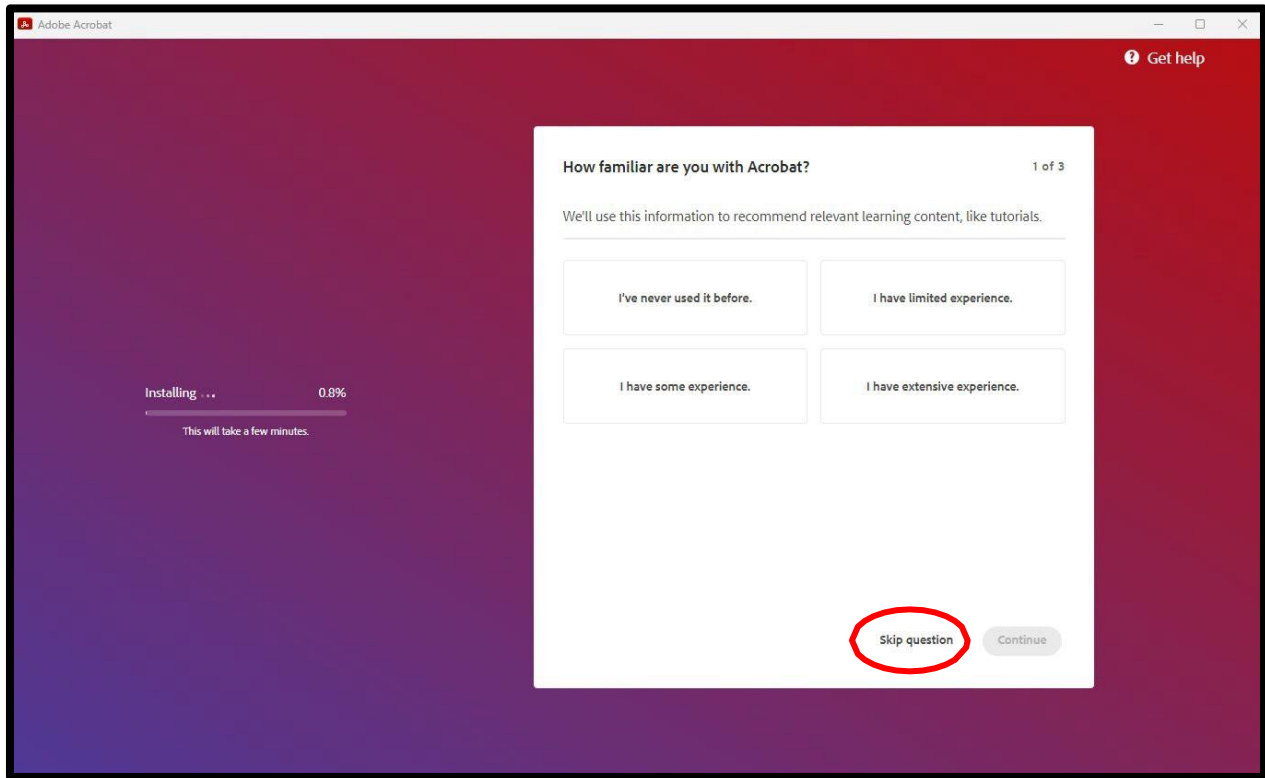 Adobe Acrobat
Get help
How familiar are you with Acrobat?
1 of 3
We'll use this information to recommend relevant learning content, like tutorials.
I've never used it before.
I have limited experience.
I have some experience.
I have extensive experience.
Installing ...
0.8%
This will take a few minutes.
Skip question
Continue